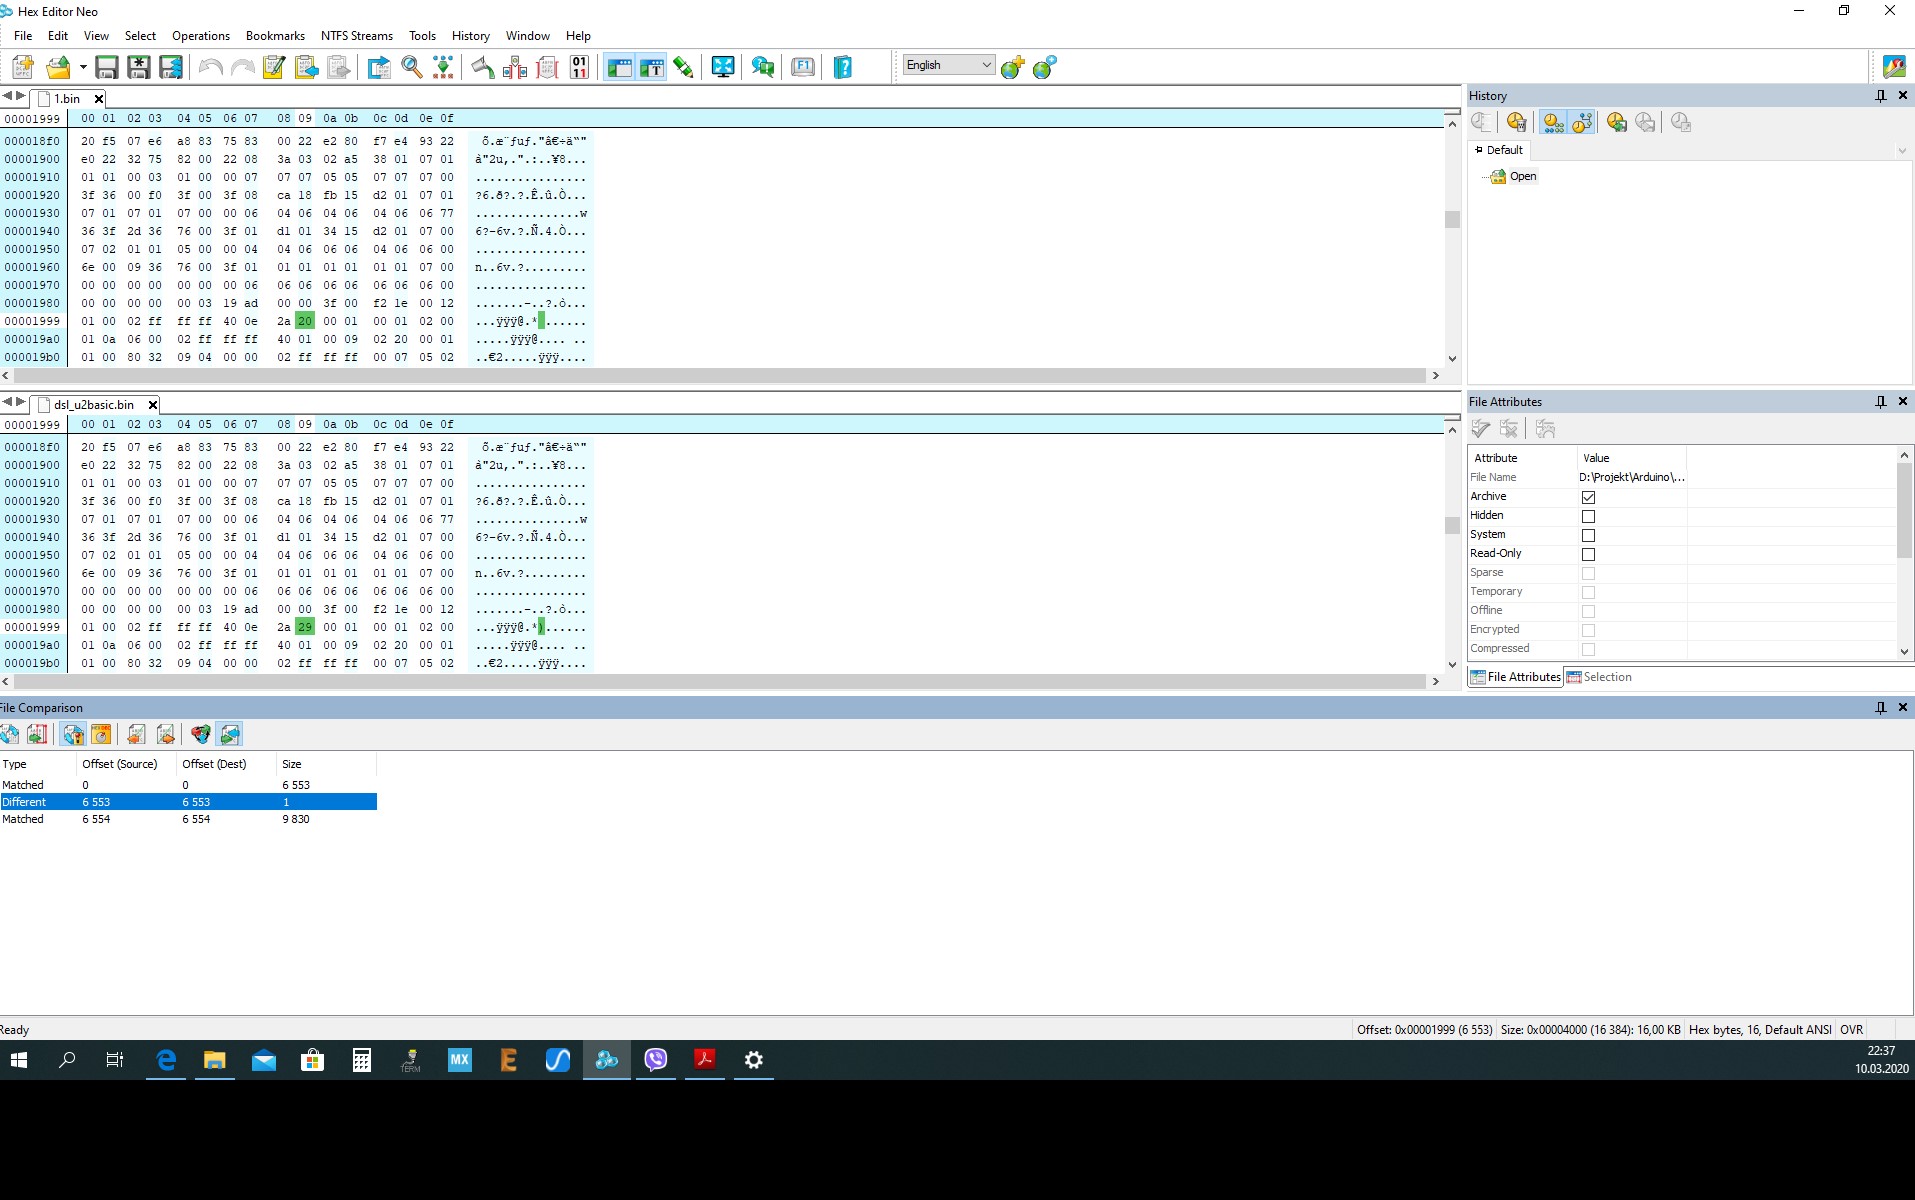 Hex Editor Neo
File Edit View Select Operations Bookmarks NTFS Streams Tools History Window Help
English
1.bin
00001999 00 01 02 03 04 05 06 07 08 09 0a 0b 0c 0d 0e 0f
000018f0 20 f5 07 e6 a8 83 75 83 00 22 e2 80 f7 e4 93 22 õ.æ¨ƒuƒ."â€÷ä“"
00001900 e0 22 32 75 82 00 22 08 3a 03 02 a5 38 01 07 01 à"2u‚.".:..¥8...
00001910 01 01 00 03 01 00 00 07 07 07 05 05 07 07 07 00 ................
00001920 3f 36 00 f0 3f 00 3f 08 ca 18 fb 15 d2 01 07 01 ?6.ð?.?.Ê.û.Ò...
00001930 07 01 07 01 07 00 00 06 04 06 04 06 04 06 06 77 ...............w
00001940 36 3f 2d 36 76 00 3f 01 d1 01 34 15 d2 01 07 00 6?-6v.?.Ñ.4.Ò...
00001950 07 02 01 01 05 00 00 04 04 06 06 06 04 06 06 00 ................
00001960 6e 00 09 36 76 00 3f 01 01 01 01 01 01 01 07 00 n..6v.?.........
00001970 00 00 00 00 00 00 00 06 06 06 06 06 06 06 06 00 ................
00001980 00 00 00 00 00 03 19 ad 00 00 3f 00 f2 1e 00 12 .......-..?.ò...
00001999 01 00 02 ff ff ff 40 0e 2a 20 00 01 00 01 02 00 ...ÿÿÿ@.* ......
000019a0 01 0a 06 00 02 ff ff ff 40 01 00 09 02 20 00 01 .....ÿÿÿ@.... ..
000019b0 01 00 80 32 09 04 00 00 02 ff ff ff 00 07 05 02 ..€2.....ÿÿÿ....
dsl_u2basic.bin
00001999 00 01 02 03 04 05 06 07 08 09 0a 0b 0c 0d 0e 0f
000018f0 20 f5 07 e6 a8 83 75 83 00 22 e2 80 f7 e4 93 22 õ.æ¨ƒuƒ."â€÷ä“"
00001900 e0 22 32 75 82 00 22 08 3a 03 02 a5 38 01 07 01 à"2u‚.".:..¥8...
00001910 01 01 00 03 01 00 00 07 07 07 05 05 07 07 07 00 ................
00001920 3f 36 00 f0 3f 00 3f 08 ca 18 fb 15 d2 01 07 01 ?6.ð?.?.Ê.û.Ò...
00001930 07 01 07 01 07 00 00 06 04 06 04 06 04 06 06 77 ...............w
00001940 36 3f 2d 36 76 00 3f 01 d1 01 34 15 d2 01 07 00 6?-6v.?.Ñ.4.Ò...
00001950 07 02 01 01 05 00 00 04 04 06 06 06 04 06 06 00 ................
00001960 6e 00 09 36 76 00 3f 01 01 01 01 01 01 01 07 00 n..6v.?.........
00001970 00 00 00 00 00 00 00 06 06 06 06 06 06 06 06 00 ................
00001980 00 00 00 00 00 03 19 ad 00 00 3f 00 f2 1e 00 12 .......-..?.ò...
00001999 01 00 02 ff ff ff 40 0e 2a 29 00 01 00 01 02 00 ...ÿÿÿ@.*)......
000019a0 01 0a 06 00 02 ff ff ff 40 01 00 09 02 20 00 01 .....ÿÿÿ@.... ..
000019b0 01 00 80 32 09 04 00 00 02 ff ff ff 00 07 05 02 ..€2.....ÿÿÿ....
History
Default
Open
File Attributes
Attribute Value
File Name D:\Projekt\Arduino\...
Archive
Hidden
System
Read-Only
Sparse
Temporary
Offline
Encrypted
Compressed
File Attributes Selection
File Comparison
Type Offset (Source) Offset (Dest) Size
Matched 0 0 6 553
Different 6 553 6 553 1
Matched 6 554 6 554 9 830
Ready
Offset: 0x00001999 (6 553) Size: 0x00004000 (16 384): 16,00 KB Hex bytes, 16, Default ANSI OVR
TERM
MX
22:37
10.03.2020